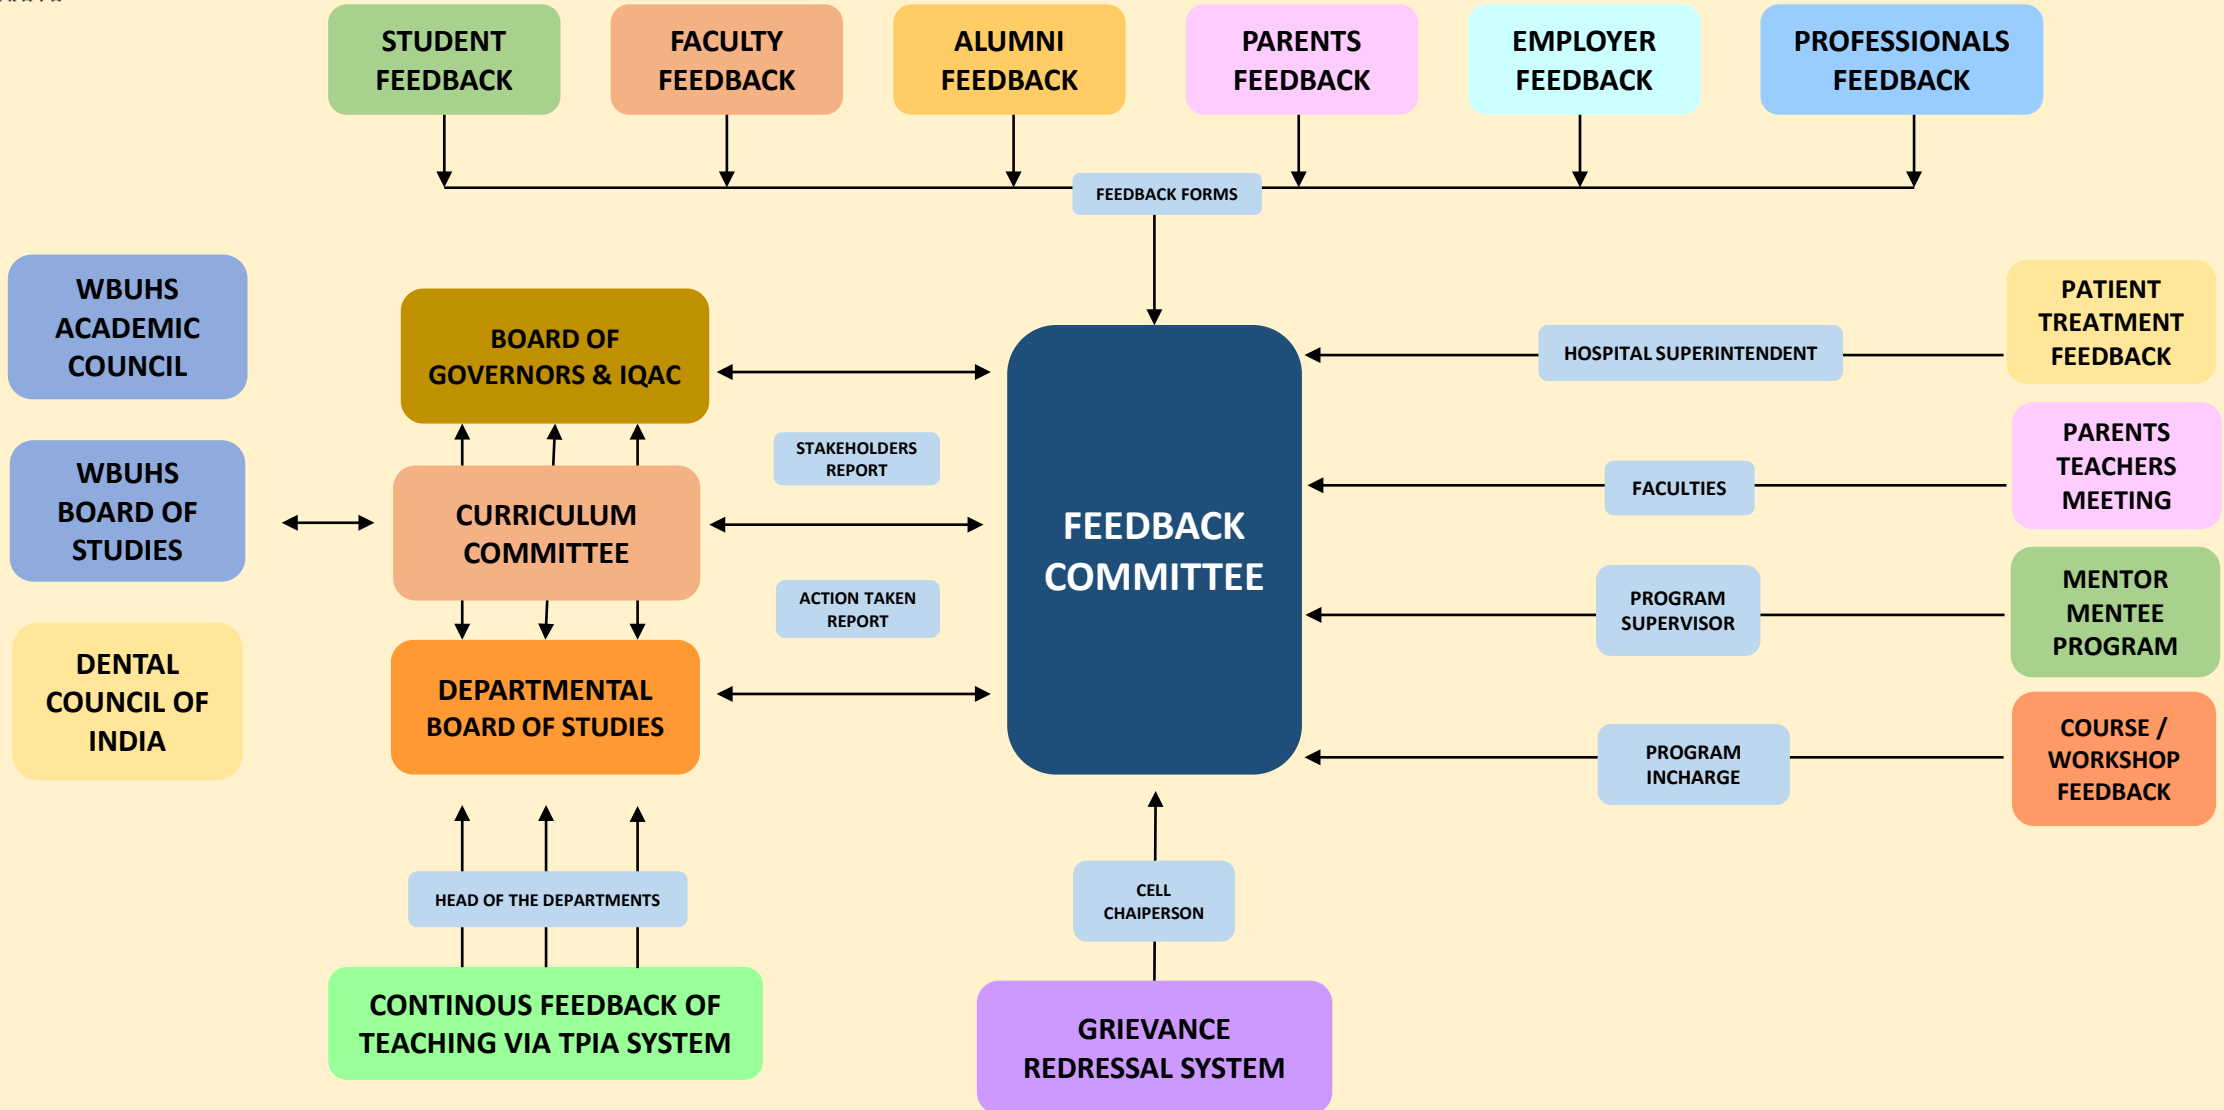 STUDENT
FEEDBACK
FACULTY
FEEDBACK
ALUMNI
FEEDBACK
PARENTS
FEEDBACK
EMPLOYER
FEEDBACK
PROFESSIONALS
FEEDBACK
FEEDBACK FORMS
WBUHS
ACADEMIC
COUNCIL
BOARD OF
GOVERNORS & IQAC
HOSPITAL SUPERINTENDENT
PATIENT
TREATMENT
FEEDBACK
STAKEHOLDERS
REPORT
WBUHS
BOARD OF
STUDIES
CURRICULUM
COMMITTEE
FEEDBACK
COMMITTEE
FACULTIES
PARENTS
TEACHERS
MEETING
ACTION TAKEN
REPORT
PROGRAM
SUPERVISOR
MENTOR
MENTEE
PROGRAM
DENTAL
COUNCIL OF
INDIA
DEPARTMENTAL
BOARD OF STUDIES
PROGRAM
INCHARGE
COURSE /
WORKSHOP
FEEDBACK
HEAD OF THE DEPARTMENTS
CELL
CHAIPERSON
CONTINOUS FEEDBACK OF
TEACHING VIA TPIA SYSTEM
GRIEVANCE
REDRESSAL SYSTEM